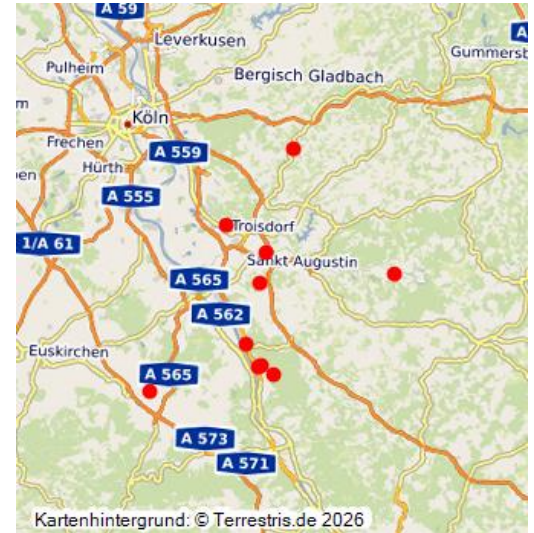 A 59
Leverkusen
A
Gummersb
Pulheim
Bergisch Gladbach
m
Köln
Frechen
A 559
Hürth
en
A 555
Troisdorf
1/A 61
Sankt Augustin
A 565
A 562
Euskirchen
A 565
A 573
A 571
Kartenhintergrund: © Terrestris.de 2026